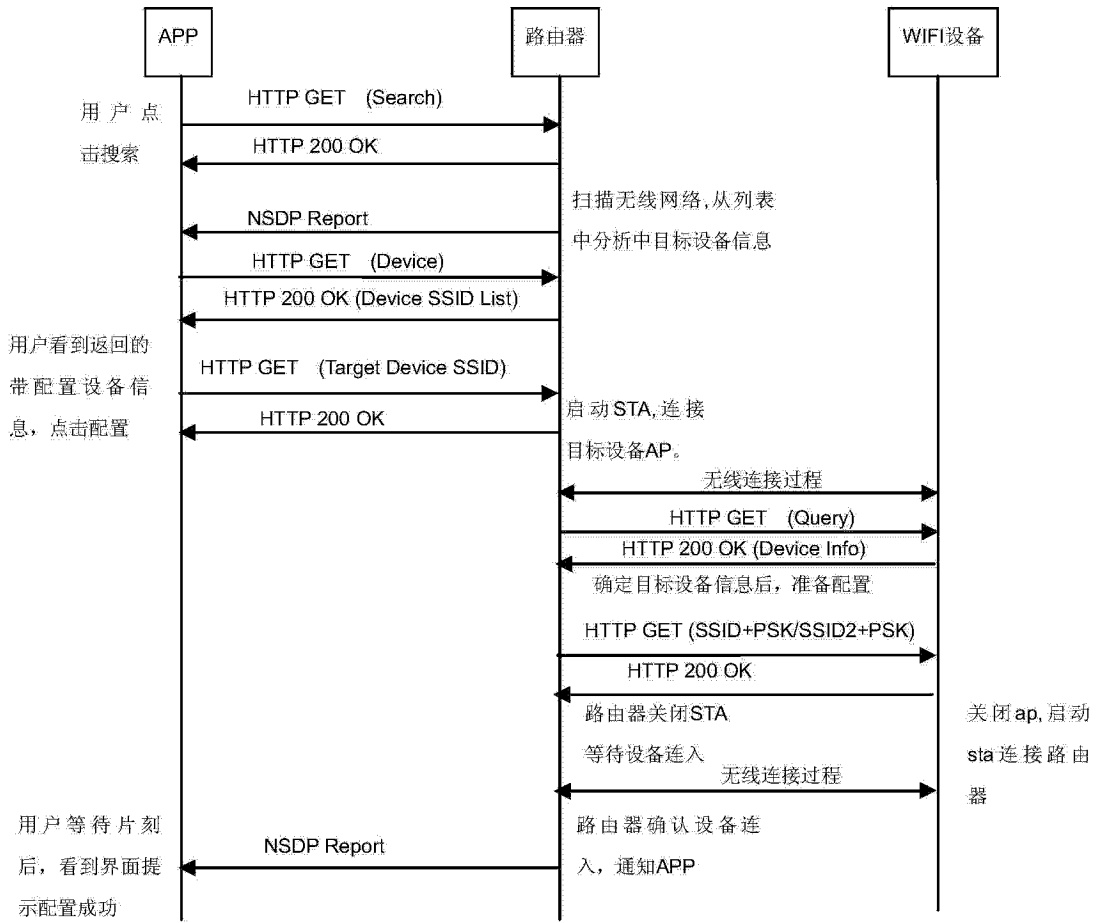 APP
路由器
WIFI设备
HTTP GET (Search)
用户点
击搜索
HTTP 200 OK
扫描无线网络,从列表
中分析中目标设备信息
NSDP Report
HTTP GET (Device)
HTTP 200 OK (Device SSID List)
用户看到返回的
带配置设备信
息，点击配置
HTTP GET (Target Device SSID)
HTTP 200 OK
启动STA,连接
目标设备AP。
无线连接过程
HTTP GET (Query)
HTTP 200 OK (Device Info)
确定目标设备信息后，准备配置
HTTP GET (SSID+PSK/SSID2+PSK)
HTTP 200 OK
路由器关闭STA
等待设备连入
关闭ap,启动
sta连接路由
器
无线连接过程
用户等待片刻
后，看到界面提
示配置成功
NSDP Report
路由器确认设备连
入，通知APP